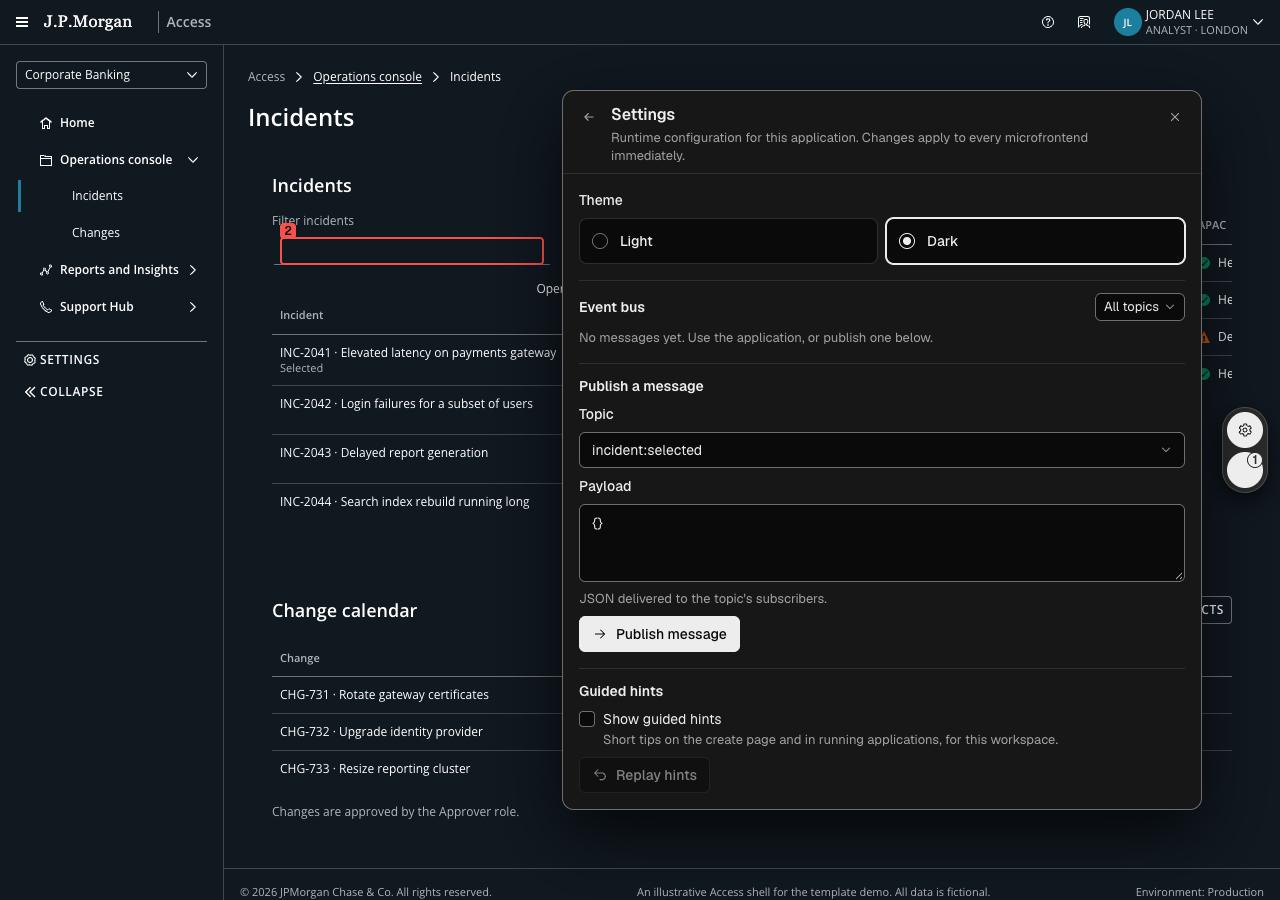 J.P.Morgan
Access
JL
JORDAN LEE
ANALYST · LONDON
Corporate Banking
Home
Operations console
Incidents
Changes
Reports and Insights
Support Hub
SETTINGS
COLLAPSE
Access
Operations console
Incidents
Incidents
Incidents
Filter incidents
2
Incident
INC-2041 · Elevated latency on payments gateway
Selected
INC-2042 · Login failures for a subset of users
INC-2043 · Delayed report generation
INC-2044 · Search index rebuild running long
Change calendar
Change
CHG-731 · Rotate gateway certificates
CHG-732 · Upgrade identity provider
CHG-733 · Resize reporting cluster
Changes are approved by the Approver role.
Settings
Runtime configuration for this application. Changes apply to every microfrontend
immediately.
Theme
Light
Dark
Event bus
All topics
No messages yet. Use the application, or publish one below.
Publish a message
Topic
incident:selected
Payload
{}
JSON delivered to the topic's subscribers.
Publish message
Guided hints
Show guided hints
Short tips on the create page and in running applications, for this workspace.
Replay hints
APAC
He
He
De
He
CTS
1
© 2026 JPMorgan Chase & Co. All rights reserved.
An illustrative Access shell for the template demo. All data is fictional.
Environment: Production